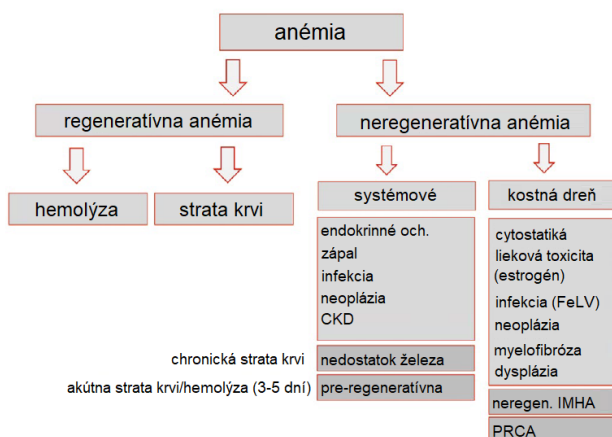 anémia
regeneratívna anémia
neregeneratívna anémia
hemolýza
strata krvi
systémové
kostná dreň
endokrinné och.
zápal
infekcia
neoplázia
CKD
cytostatiká
lieková toxicita
(estrogén)
infekcia (FeLV)
neoplázia
myelofibróza
dysplázia
chronická strata krvi
nedostatok železa
akútna strata krvi/hemolýza (3-5 dní)
pre-regeneratívna
neregen. IMHA
PRCA